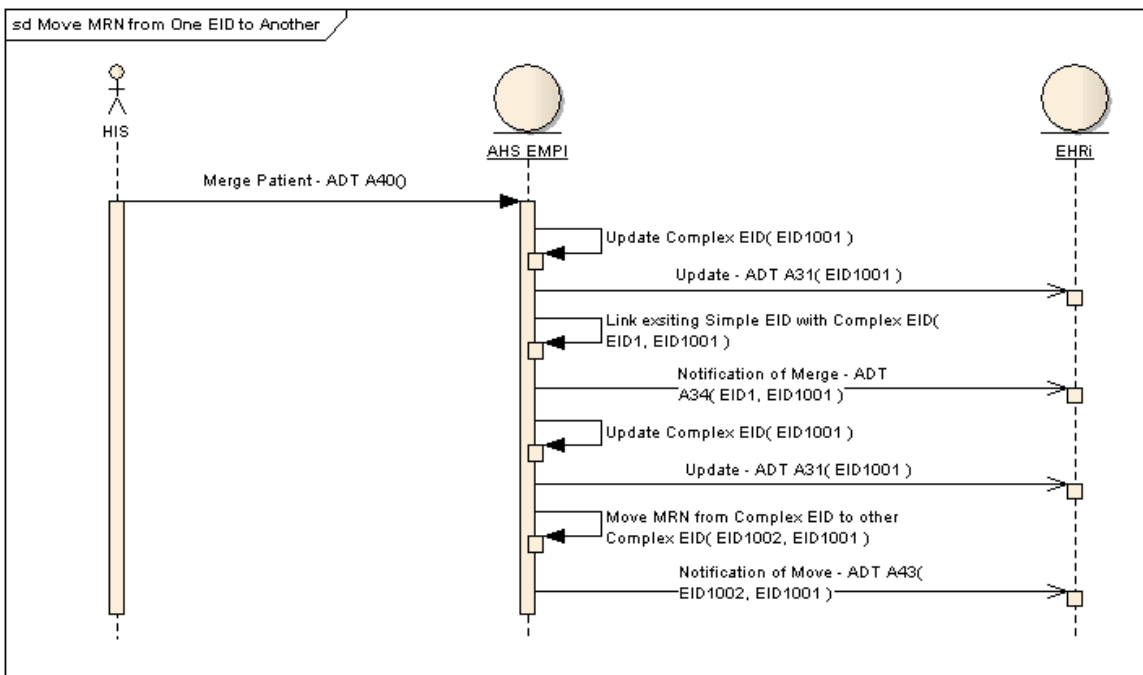 sd Move MRN from One EID to Another
HIS
AHS EMPI
EHRi
Merge Patient - ADT A40()
Update Complex EID( EID1001 )
Update - ADT A31( EID1001 )
Link exsiting Simple EID with Complex EID(
EID1, EID1001 )
Notification of Merge - ADT
A34( EID1, EID1001 )
Update Complex EID( EID1001 )
Update - ADT A31( EID1001 )
Move MRN from Complex EID to other
Complex EID( EID1002, EID1001 )
Notification of Move - ADT A43(
EID1002, EID1001 )